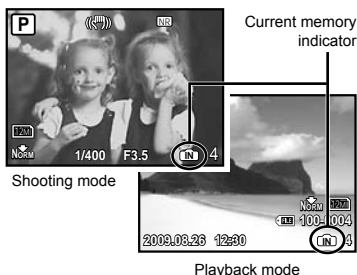 Current memory
indicator
P
NR
12M
NORM 1/400 F3.5 IN 4
Shooting mode
NORM 12M
FILE 100-0004
2009.08.26 12:30 IN 4
Playback mode